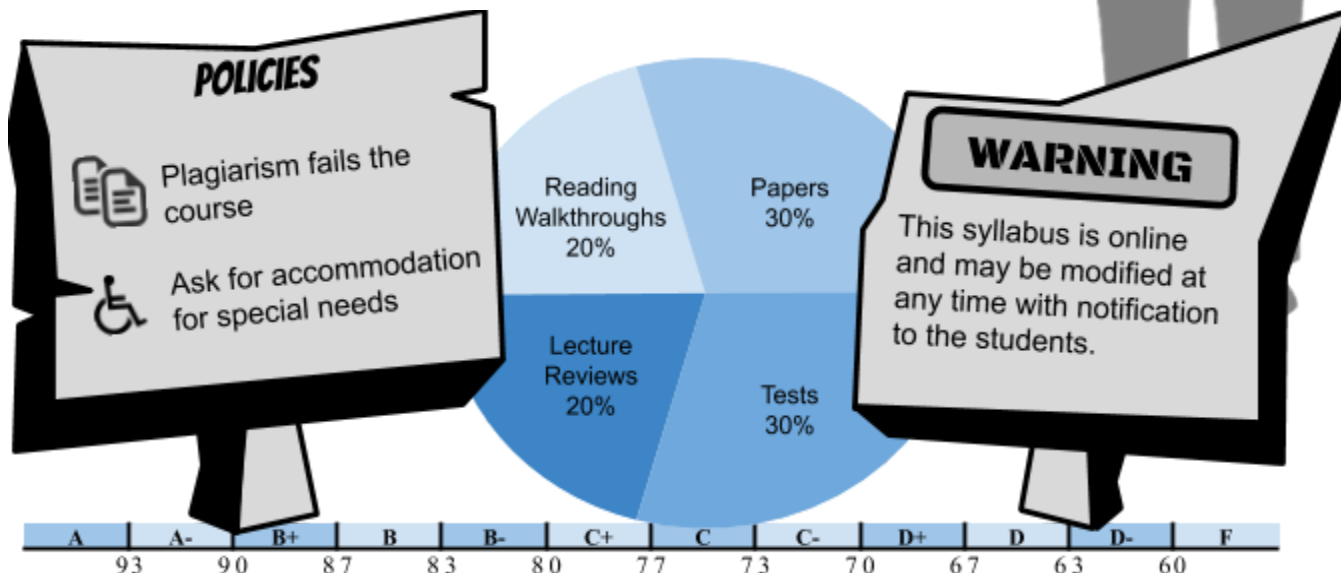 POLICIES
Plagiarism fails the
course
Ask for accommodation
for special needs
Reading
Walkthroughs
20%
Papers
30%
Lecture
Reviews
20%
Tests
30%
WARNING
This syllabus is online
and may be modified at
any time with notification
to the students.
A A- B+ B B- C+ C C- D+ D D- F
93 90 87 83 80 77 73 70 67 63 60